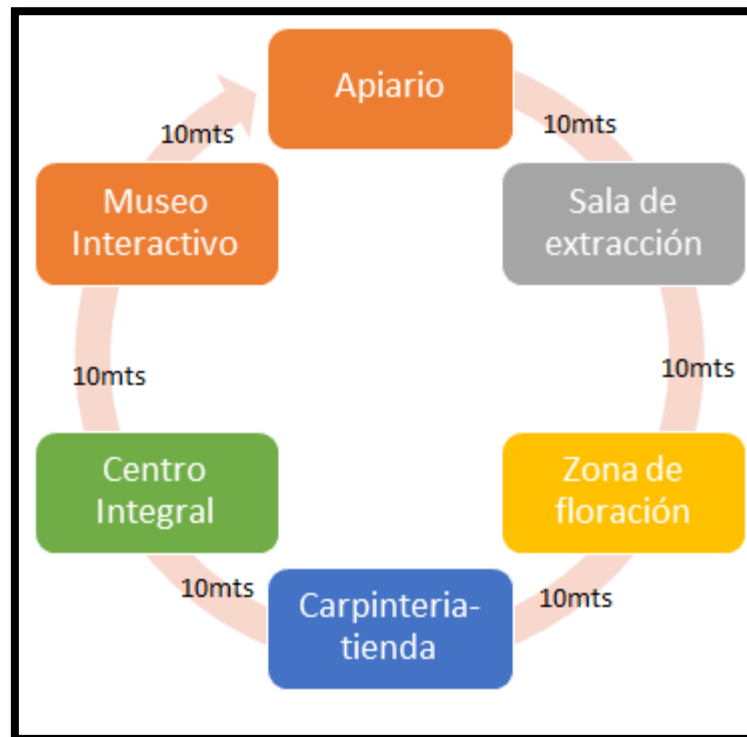 Apiario
10mts
10mts
Museo
Interactivo
Sala de
extracción
10mts
10mts
Centro
Integral
Zona de
floración
10mts
10mts
Carpinteria-
tienda